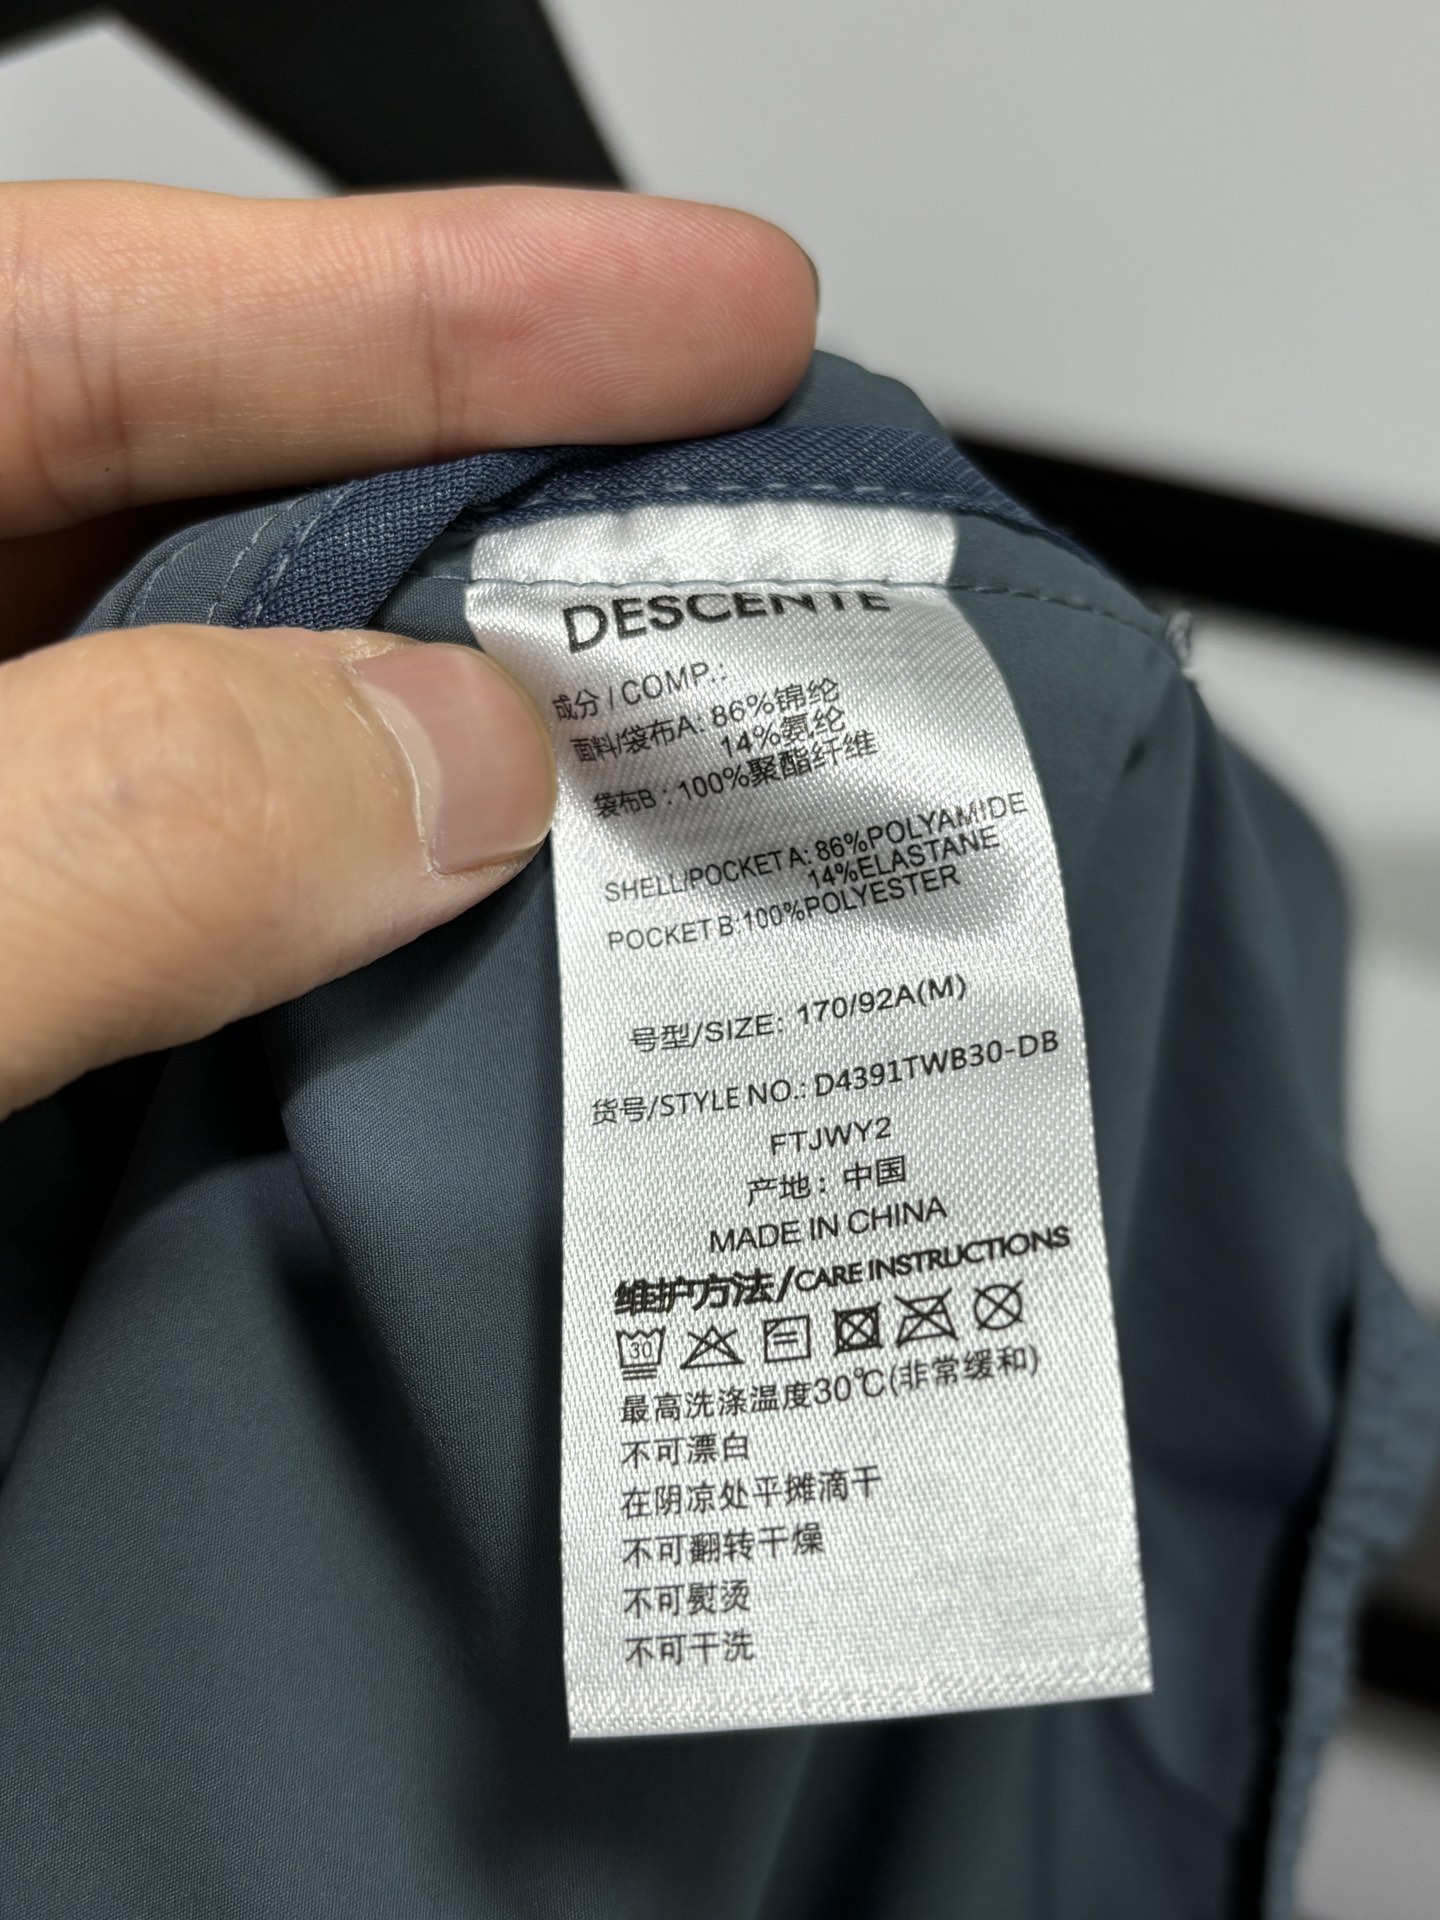 DESCENTE
成分/COMP.:
面料/袋布A: 86%锦纶
14%氨纶
袋布B: 100%聚酯纤维
SHELL/POCKET A: 86%POLYAMIDE
14%ELASTANE
POCKET B:100%POLYESTER
号型/SIZE: 170/92A(M)
货号/STYLE NO.: D4391TWB30-DB
FTJWY2
产地: 中国
MADE IN CHINA
维护方法/CARE INSTRUCTIONS
30
最高洗涤温度30℃(非常缓和)
不可漂白
在阴凉处平摊滴干
不可翻转干燥
不可熨烫
不可干洗